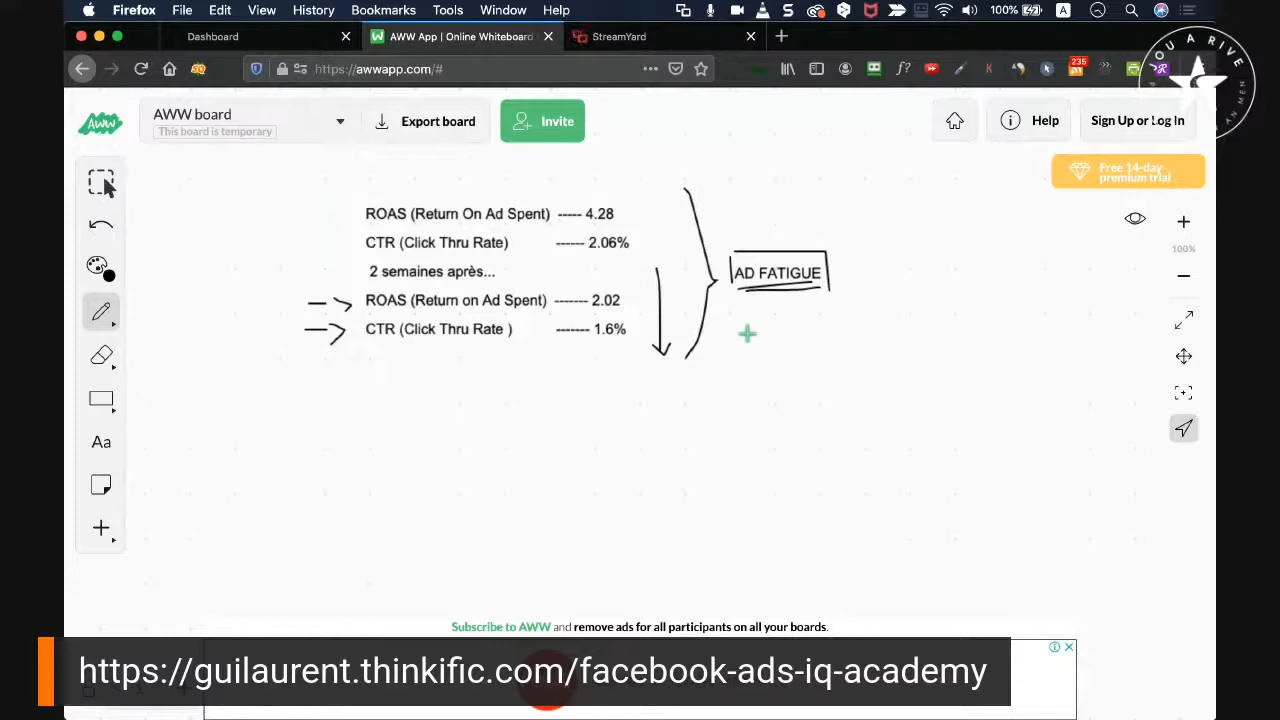 Firefox File Edit View History Bookmarks Tools Window Help 100% A
Dashboard
AWW App | Online Whiteboard
StreamYard
https://awwapp.com/#
235
AWW
AWW board
This board is temporary
Export board
Invite
Help
Sign Up or Log In
Free 14-day
premium trial
100%
Aa
ROAS (Return On Ad Spent) ----- 4.28
CTR (Click Thru Rate) ------ 2.06%
2 semaines après...
ROAS (Return on Ad Spent) ------- 2.02
CTR (Click Thru Rate ) ------- 1.6%
AD FATIGUE
Subscribe to AWW and remove ads for all participants on all your boards.
https://guilaurent.thinkific.com/facebook-ads-iq-academy